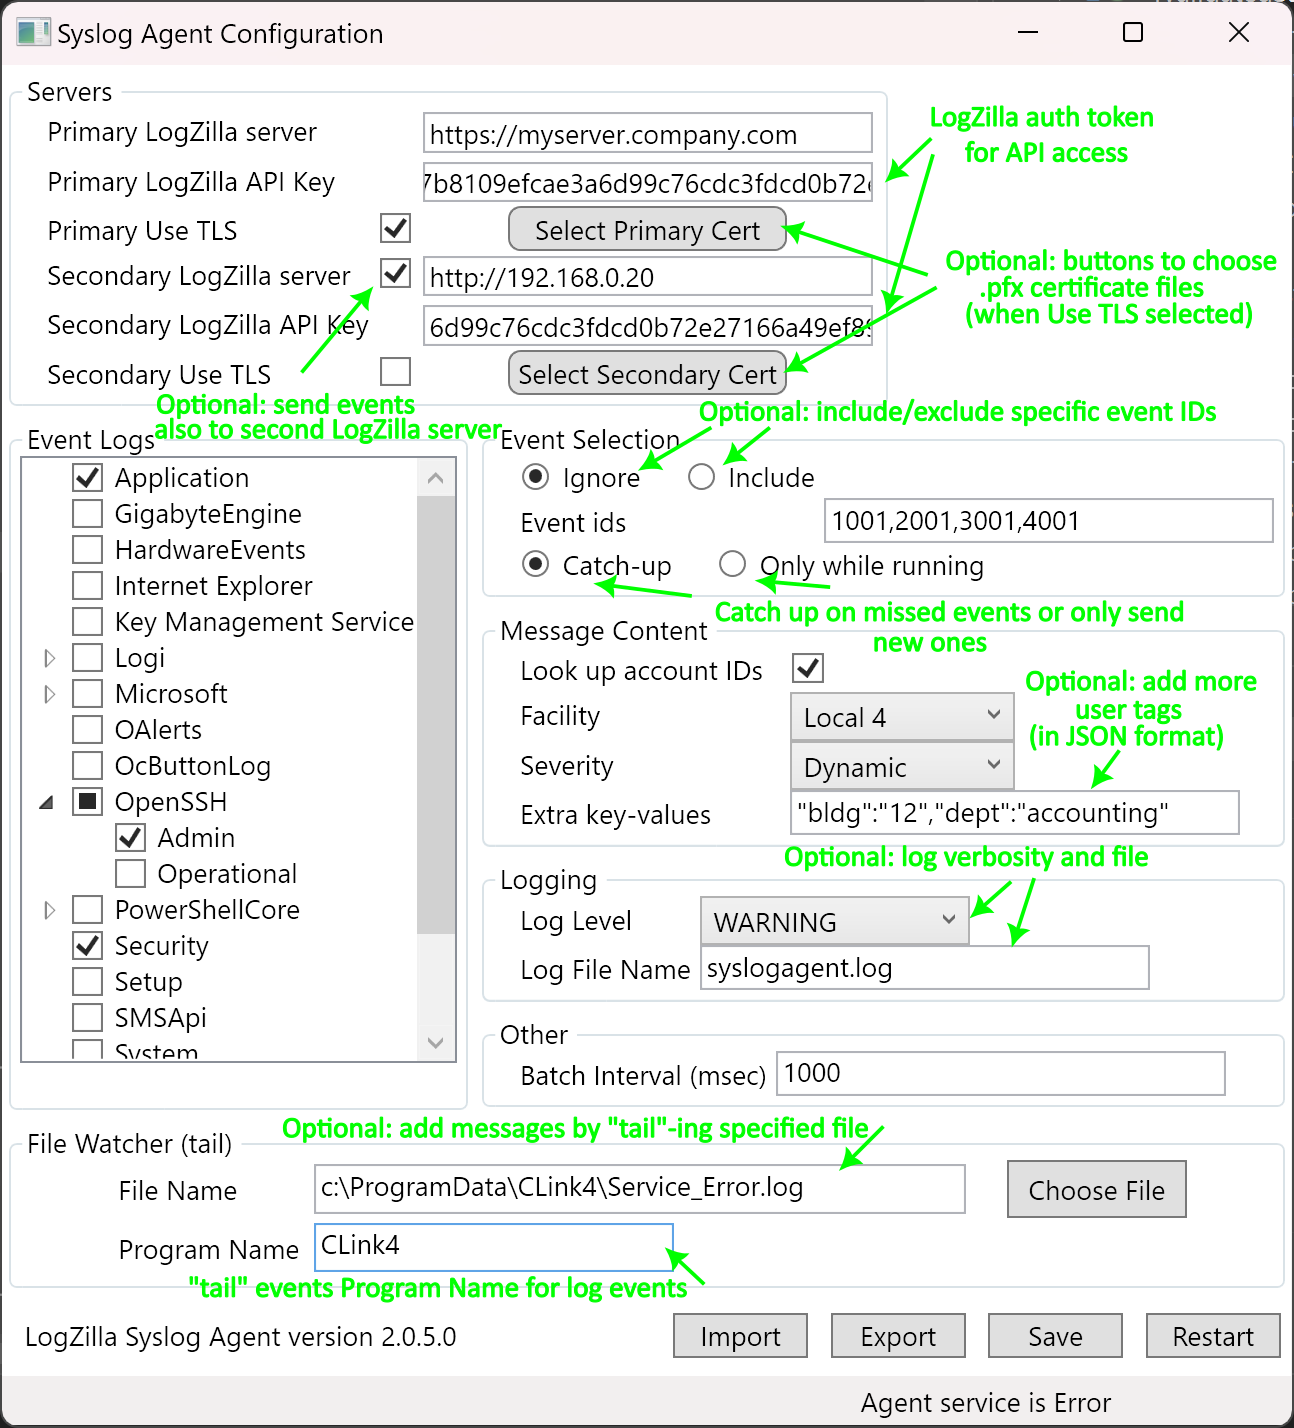 Syslog Agent Configuration
Servers
Primary LogZilla server
https://myserver.company.com
LogZilla auth token
for API access
Primary LogZilla API Key
7b8109efcae3a6d99c76cdc3fdcd0b72e
Primary Use TLS
Select Primary Cert
Secondary LogZilla server
http://192.168.0.20
Optional: buttons to choose
.pfx certificate files
(when Use TLS selected)
Secondary LogZilla API Key
6d99c76cdc3fdcd0b72e27166a49ef8
Secondary Use TLS
Select Secondary Cert
Optional: send events
also to second LogZilla server
Optional: include/exclude specific event IDs
Event Logs
Application
GigabyteEngine
HardwareEvents
Internet Explorer
Key Management Service
Logi
Microsoft
OAlerts
OcButtonLog
OpenSSH
Admin
Operational
PowerShellCore
Security
Setup
SMSApi
System
Event Selection
Ignore
Include
Event ids
1001,2001,3001,4001
Catch-up
Only while running
Catch up on missed events or only send
new ones
Message Content
Look up account IDs
Facility
Local 4
Severity
Dynamic
Optional: add more
user tags
(in JSON format)
Extra key-values
"bldg":"12","dept":"accounting"
Optional: log verbosity and file
Logging
Log Level
WARNING
Log File Name
syslogagent.log
Other
Batch Interval (msec)
1000
Optional: add messages by "tail"-ing specified file
File Watcher (tail)
File Name
c:\ProgramData\CLink4\Service_Error.log
Choose File
Program Name
CLink4
"tail" events Program Name for log events
LogZilla Syslog Agent version 2.0.5.0
Import
Export
Save
Restart
Agent service is Error